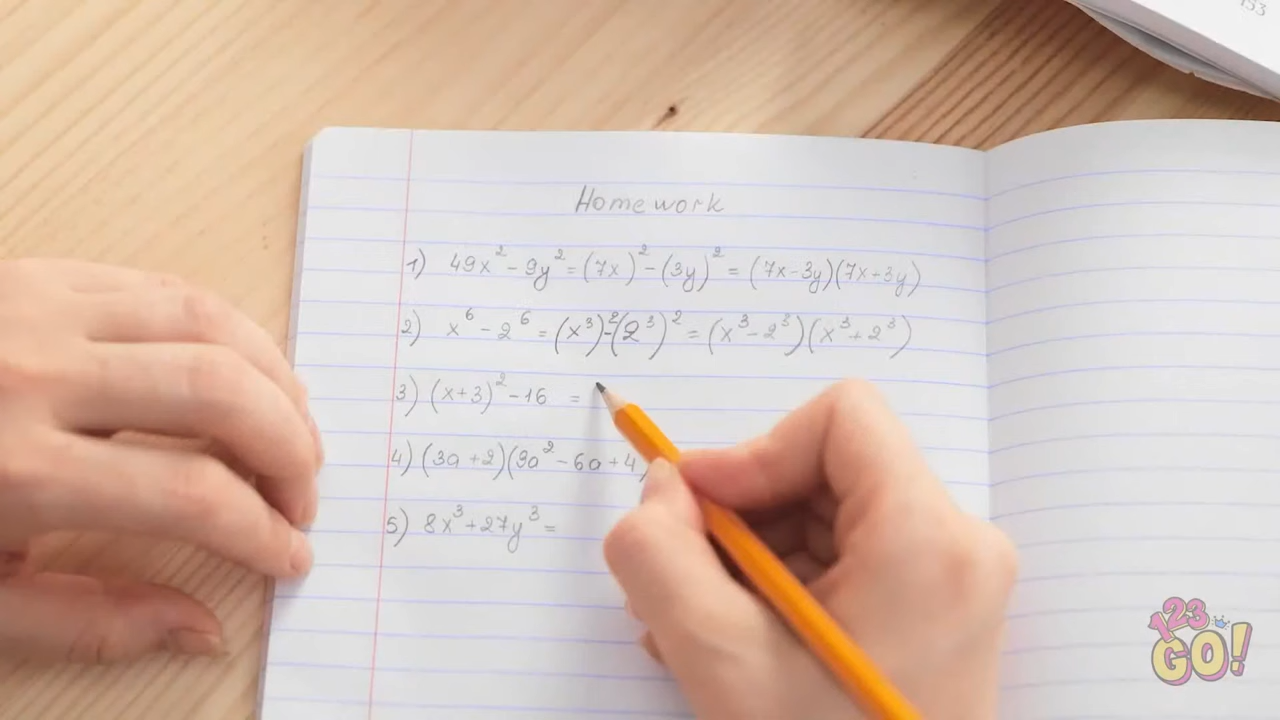 153
Homework
1) 49x² - 9y² = (7x)² - (3y)² = (7x-3y)(7x+3y)
2) x⁶ - 2⁶ = (x³)² - (2³)² = (x³ - 2³)(x³ + 2³)
3) (x+3)² - 16 =
4) (3a+2)(9a² - 6a + 4)
5) 8x³ + 27y³ =
123 GO!